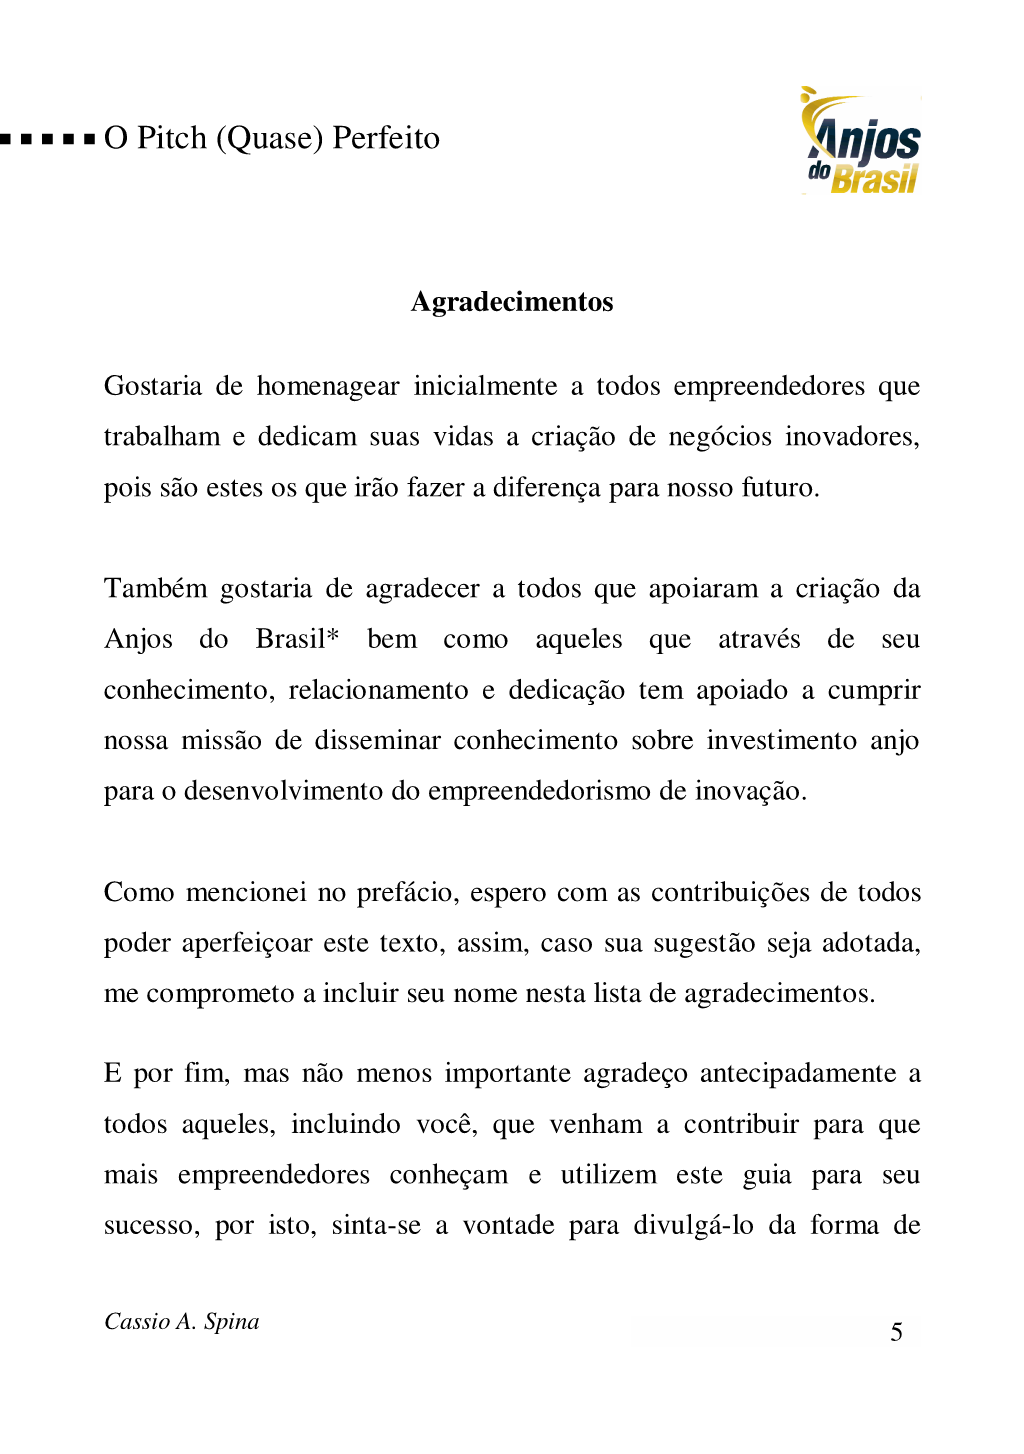 O Pitch (Quase) Perfeito
Anjos
do Brasil
Agradecimentos
Gostaria de homenagear inicialmente a todos empreendedores que
trabalham e dedicam suas vidas a criação de negócios inovadores,
pois são estes os que irão fazer a diferença para nosso futuro.
Também gostaria de agradecer a todos que apoiaram a criação da
Anjos do Brasil* bem como aqueles que através de seu
conhecimento, relacionamento e dedicação tem apoiado a cumprir
nossa missão de disseminar conhecimento sobre investimento anjo
para o desenvolvimento do empreendedorismo de inovação.
Como mencionei no prefácio, espero com as contribuições de todos
poder aperfeiçoar este texto, assim, caso sua sugestão seja adotada,
me comprometo a incluir seu nome nesta lista de agradecimentos.
E por fim, mas não menos importante agradeço antecipadamente a
todos aqueles, incluindo você, que venham a contribuir para que
mais empreendedores conheçam e utilizem este guia para seu
sucesso, por isto, sinta-se a vontade para divulgá-lo da forma de
Cassio A. Spina
5